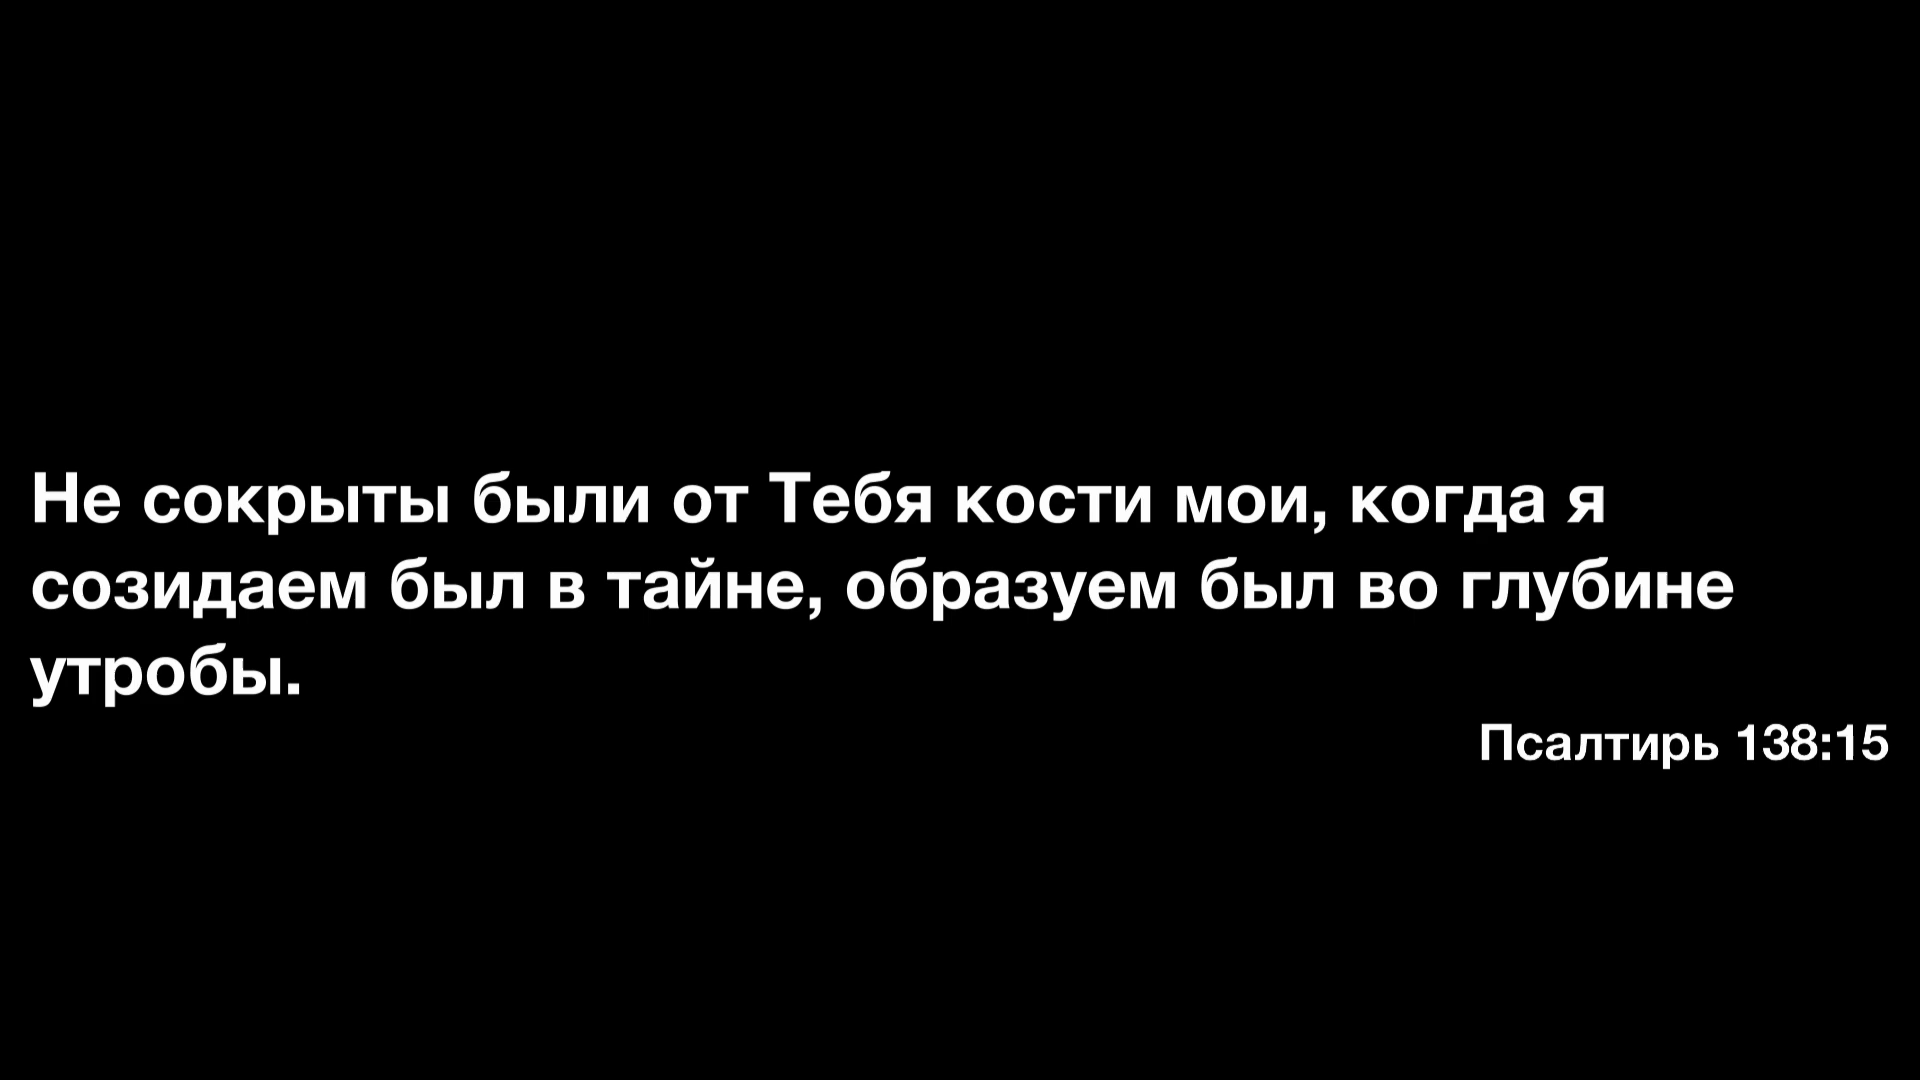 Не сокрыты были от Тебя кости мои, когда я
созидаем был в тайне, образуем был во глубине
утробы.
Псалтирь 138:15